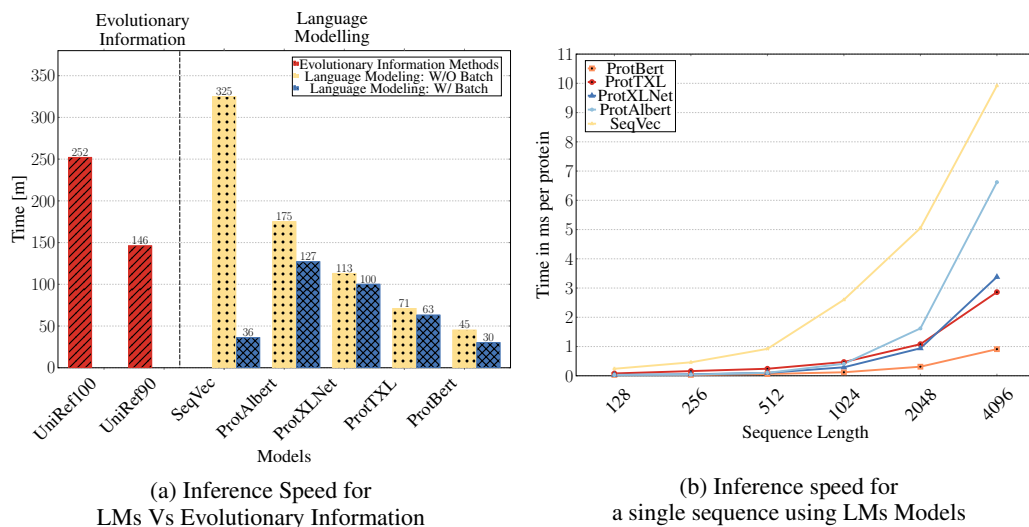 Evolutionary
Information
Language
Modelling
Evolutionary Information Methods
Language Modeling: W/O Batch
Language Modeling: W/ Batch
Time [m]
350
300
250
200
150
100
50
0
252
146
325
36
175
127
113
100
71
63
45
30
UniRef100
UniRef90
SeqVec
ProtAlbert
ProtXLNet
ProtTXL
ProtBert
Models
(a) Inference Speed for
LMs Vs Evolutionary Information
ProtBert
ProtTXL
ProtXLNet
ProtAlbert
SeqVec
Time in ms per protein
11
10
9
8
7
6
5
4
3
2
1
0
128
256
512
1024
2048
4096
Sequence Length
(b) Inference speed for
a single sequence using LMs Models